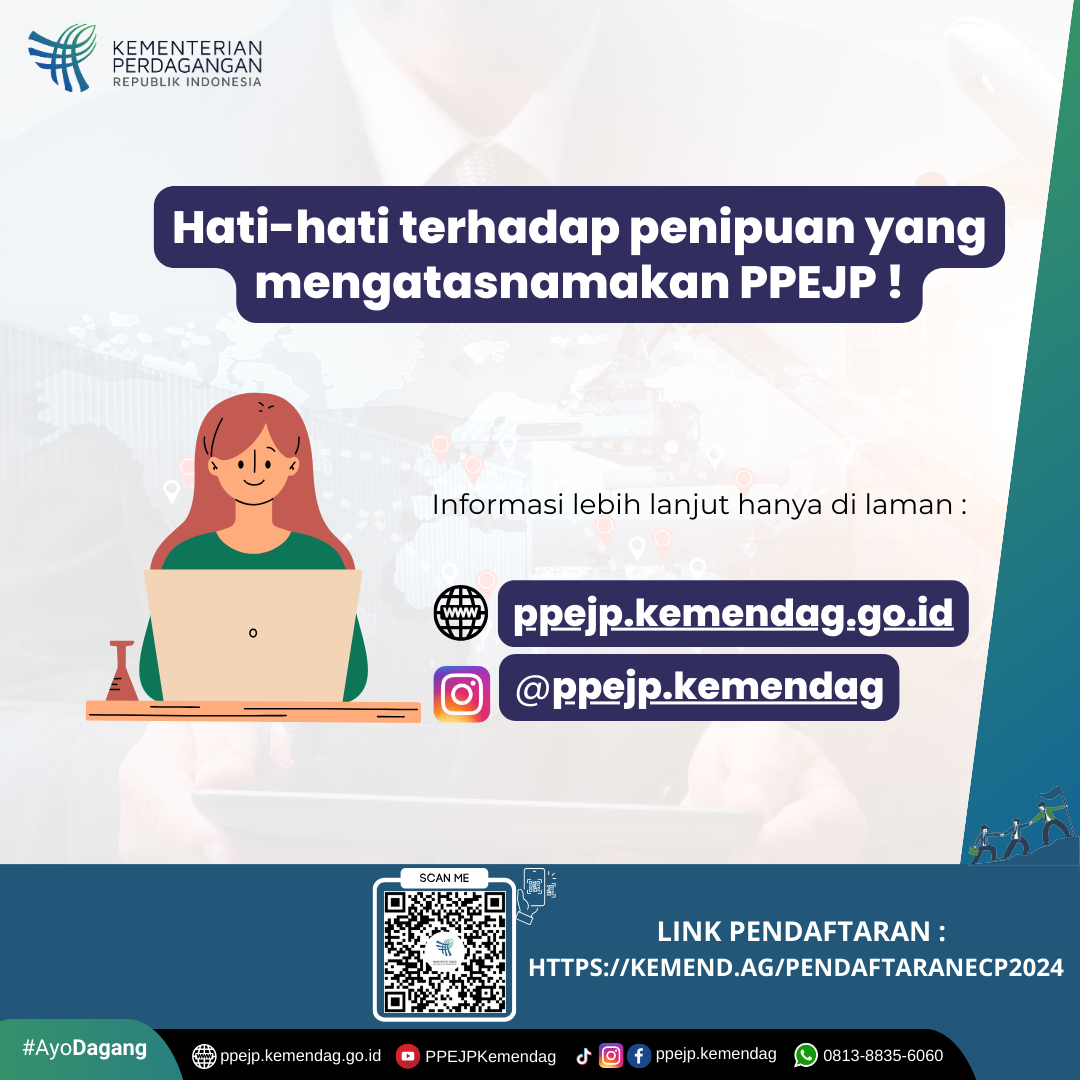 KEMENTERIAN
PERDAGANGAN
REPUBLIK INDONESIA
Hati-hati terhadap penipuan yang
mengatasnamakan PPEJP !
Informasi lebih lanjut hanya di laman :
WWW
ppejp.kemendag.go.id
@ppejp.kemendag
SCAN ME
LINK PENDAFTARAN :
HTTPS://KEMEND.AG/PENDAFTARANECP2024
#AyoDagang
ppejp.kemendag.go.id
PPEJPKemendag
ppejp.kemendag
0813-8835-6060